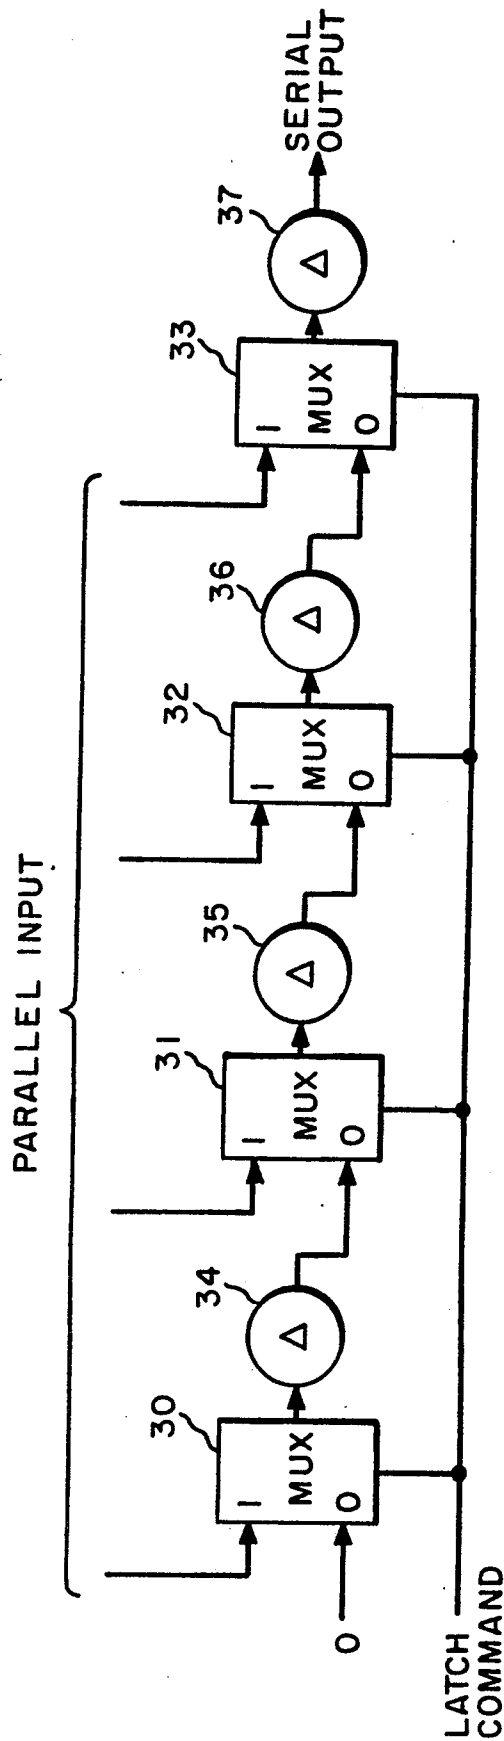 PARALLEL INPUT
30
1
MUX
0
0
34
Δ
31
1
MUX
0
35
Δ
32
1
MUX
0
36
Δ
33
1
MUX
0
37
Δ
SERIAL
OUTPUT
LATCH
COMMAND